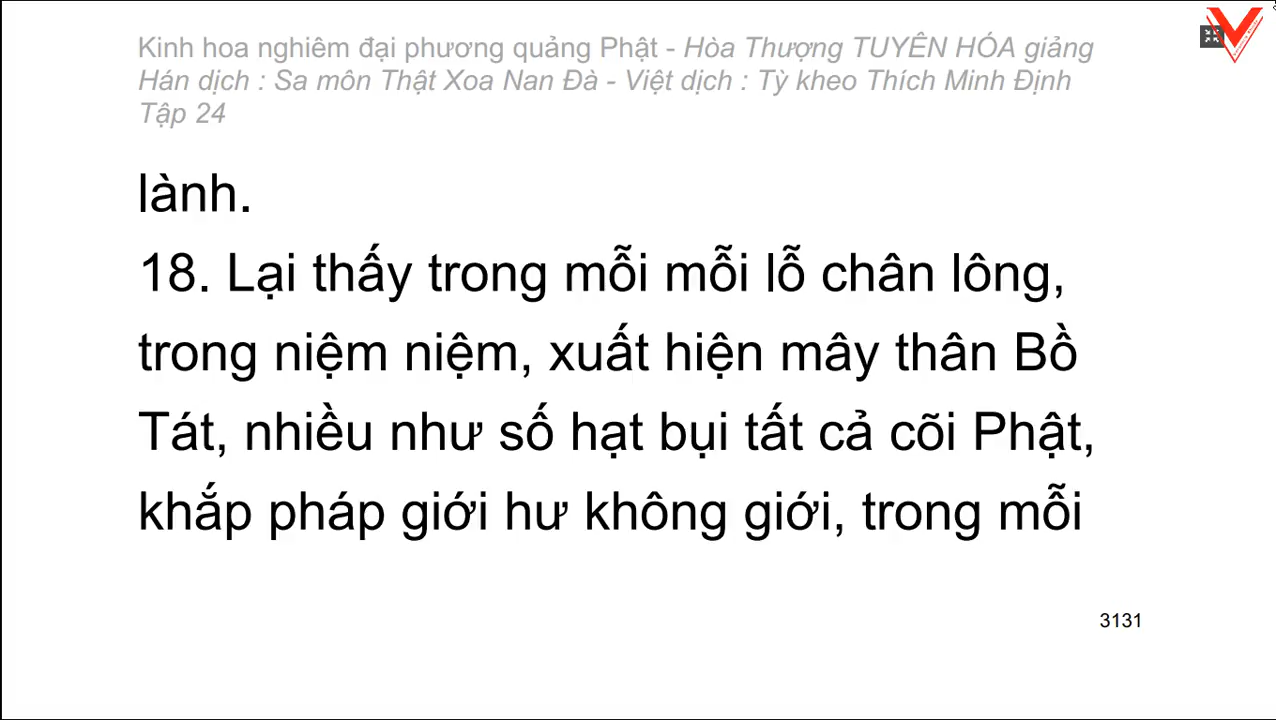 Kinh hoa nghiêm đại phương quảng Phật - Hòa Thượng TUYÊN HÓA giảng
Hán dịch : Sa môn Thật Xoa Nan Đà - Việt dịch : Tỳ kheo Thích Minh Định
Tập 24
lành.
18. Lại thấy trong mỗi mỗi lỗ chân lông,
trong niệm niệm, xuất hiện mây thân Bồ
Tát, nhiều như số hạt bụi tất cả cõi Phật,
khắp pháp giới hư không giới, trong mỗi
3131